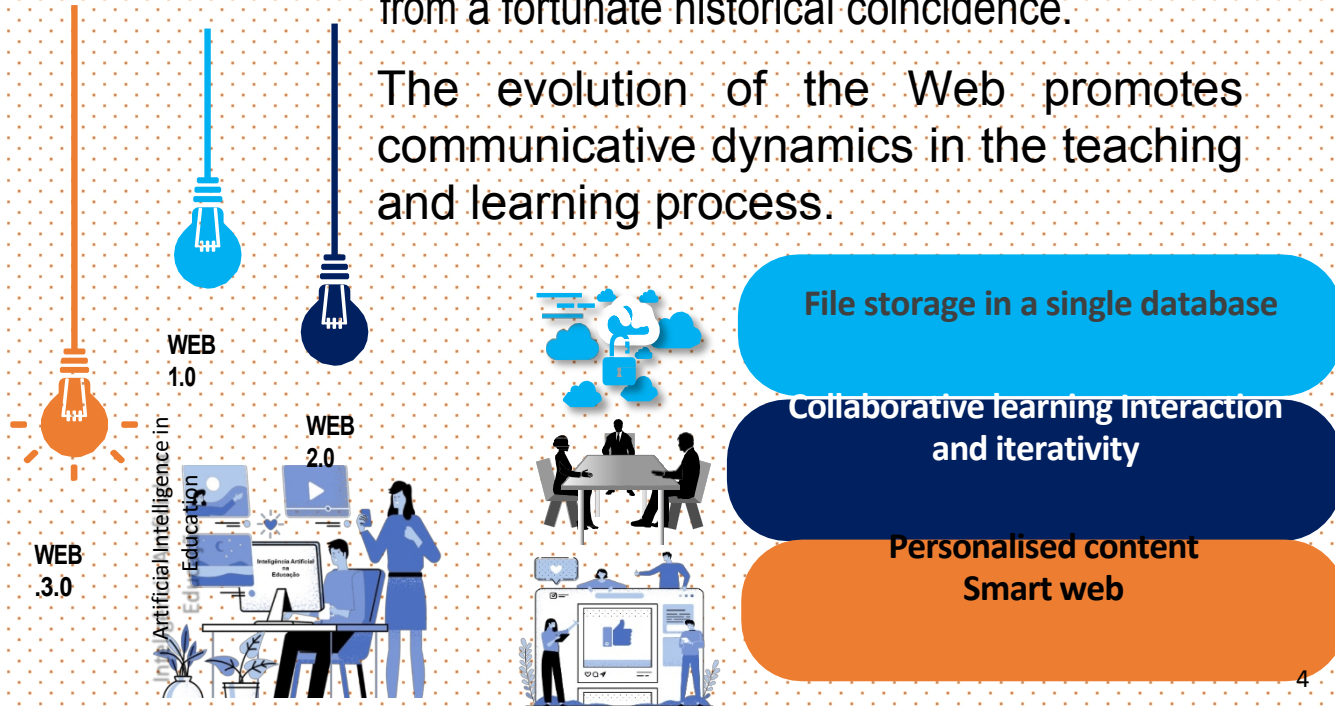 from a fortunate historical coincidence.
The evolution of the Web promotes
communicative dynamics in the teaching
and learning process.
File storage in a single database
WEB
1.0
Collaborative learning Interaction
and iterativity
WEB
2.0
Artificial Intelligence in
Education
Inteligência Artificial
na
Educação
WEB
.3.0
Personalised content
Smart web
4